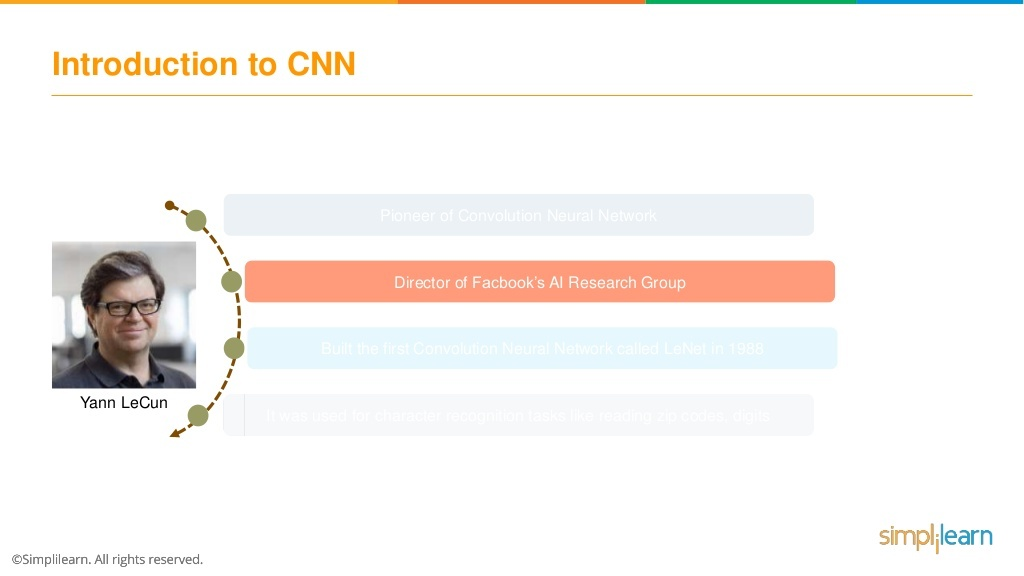 Introduction to CNN
Pioneer of Convolution Neural Network
Director of Facbook's AI Research Group
Built the first Convolution Neural Network called LeNet in 1988
It was used for character recognition tasks like reading zip codes, digits
Yann LeCun
©Simplilearn. All rights reserved.
simplilearn